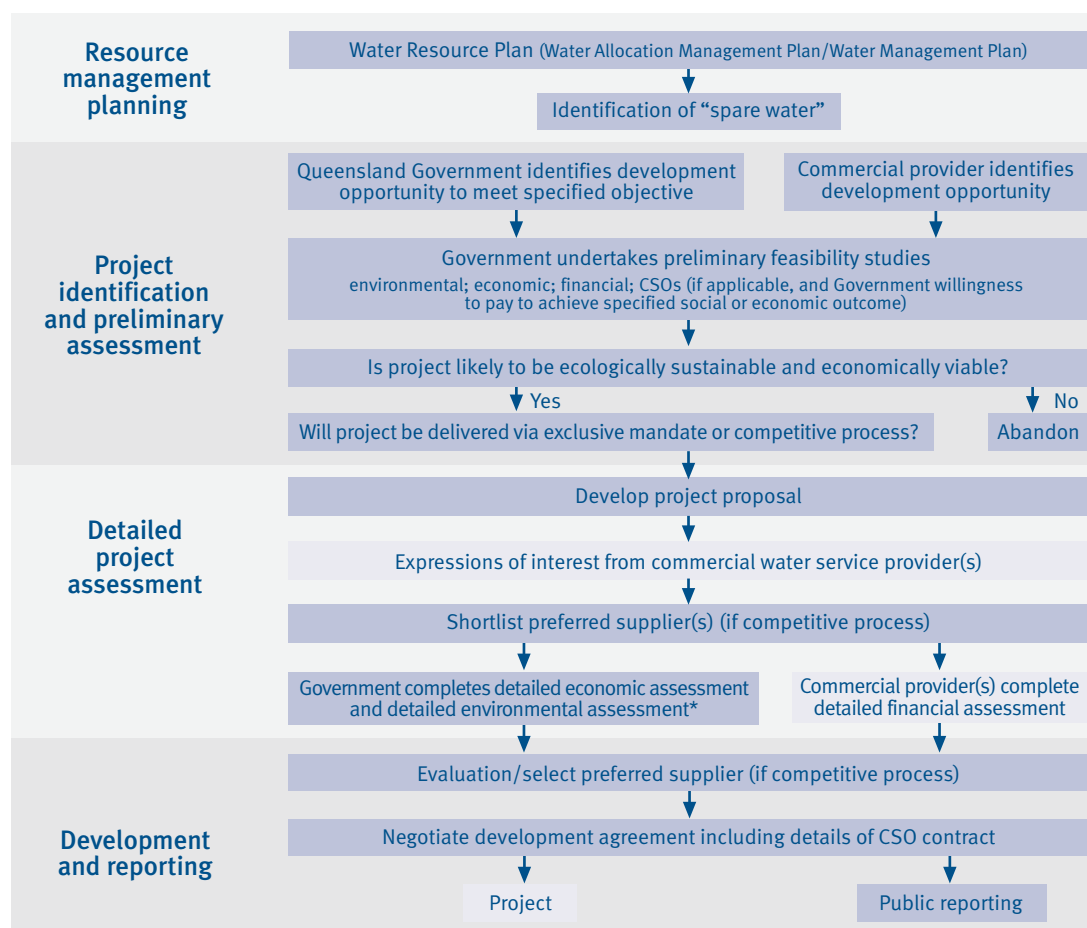 Resource
management
planning
Water Resource Plan (Water Allocation Management Plan/Water Management Plan)
Identification of “spare water”
Project
identification
and preliminary
assessment
Queensland Government identifies development
opportunity to meet specified objective
Commercial provider identifies
development opportunity
Government undertakes preliminary feasibility studies
environmental; economic; financial; CSOs (if applicable, and Government willingness
to pay to achieve specified social or economic outcome)
Is project likely to be ecologically sustainable and economically viable?
Yes
No
Will project be delivered via exclusive mandate or competitive process?
Abandon
Detailed
project
assessment
Develop project proposal
Expressions of interest from commercial water service provider(s)
Shortlist preferred supplier(s) (if competitive process)
Government completes detailed economic assessment
and detailed environmental assessment*
Commercial provider(s) complete
detailed financial assessment
Development
and reporting
Evaluation/select preferred supplier (if competitive process)
Negotiate development agreement including details of CSO contract
Project
Public reporting